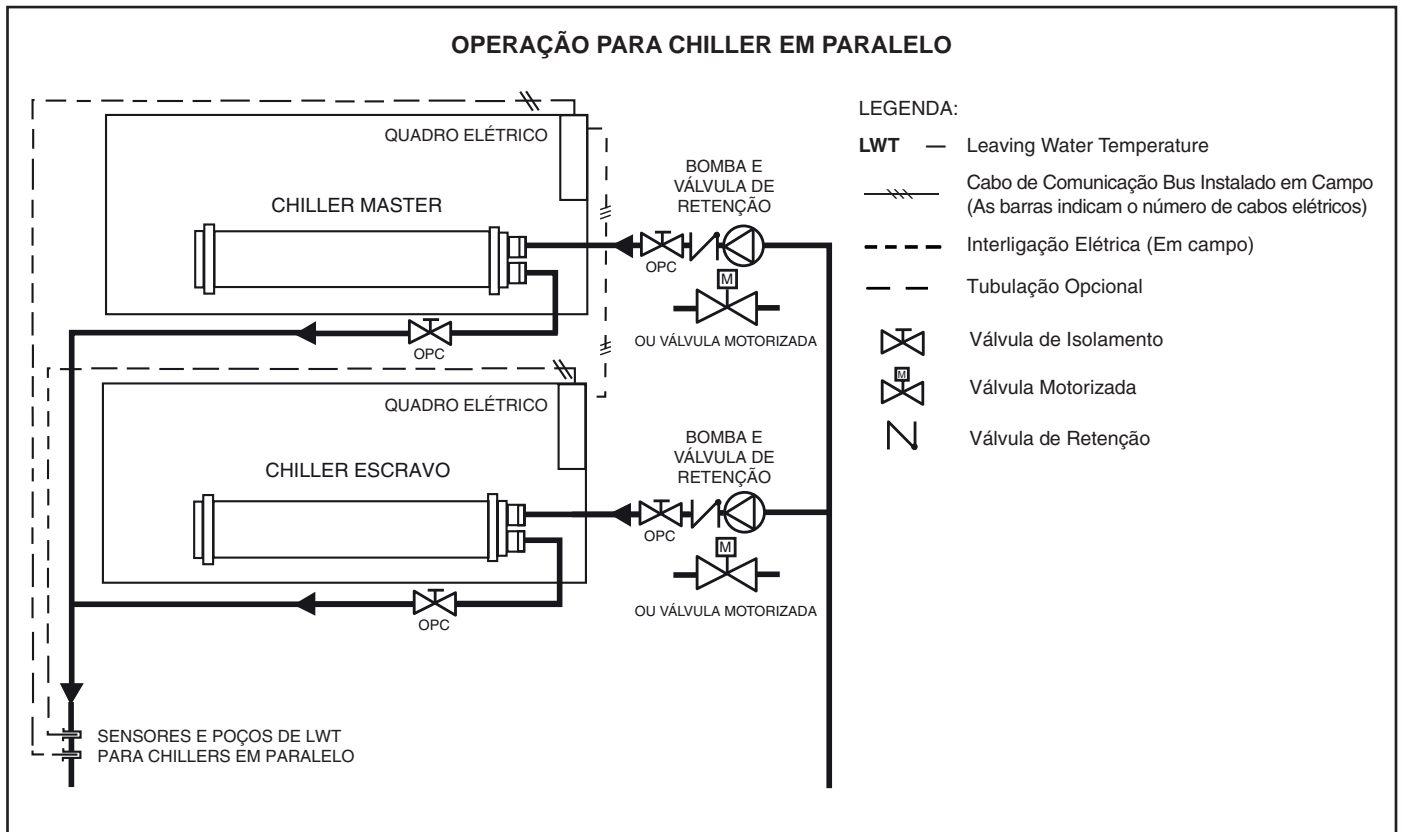 OPERAÇÃO PARA CHILLER EM PARALELO
QUADRO ELÉTRICO
CHILLER MASTER
BOMBA E
VÁLVULA DE
RETENÇÃO
OPC
M
OU VÁLVULA MOTORIZADA
OPC
QUADRO ELÉTRICO
CHILLER ESCRAVO
BOMBA E
VÁLVULA DE
RETENÇÃO
OPC
M
OU VÁLVULA MOTORIZADA
OPC
SENSORES E POÇOS DE LWT
PARA CHILLERS EM PARALELO
LEGENDA:
LWT — Leaving Water Temperature
Cabo de Comunicação Bus Instalado em Campo
(As barras indicam o número de cabos elétricos)
Interligação Elétrica (Em campo)
Tubulação Opcional
Válvula de Isolamento
M Válvula Motorizada
Válvula de Retenção